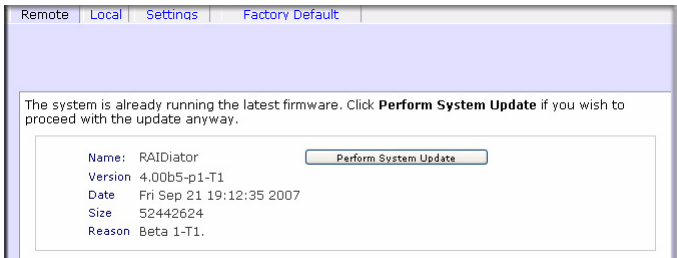 Remote Local Settings Factory Default
The system is already running the latest firmware. Click Perform System Update if you wish to
proceed with the update anyway.
Name: RAIDiator Perform System Update
Version 4.00b5-p1-T1
Date Fri Sep 21 19:12:35 2007
Size 52442624
Reason Beta 1-T1.